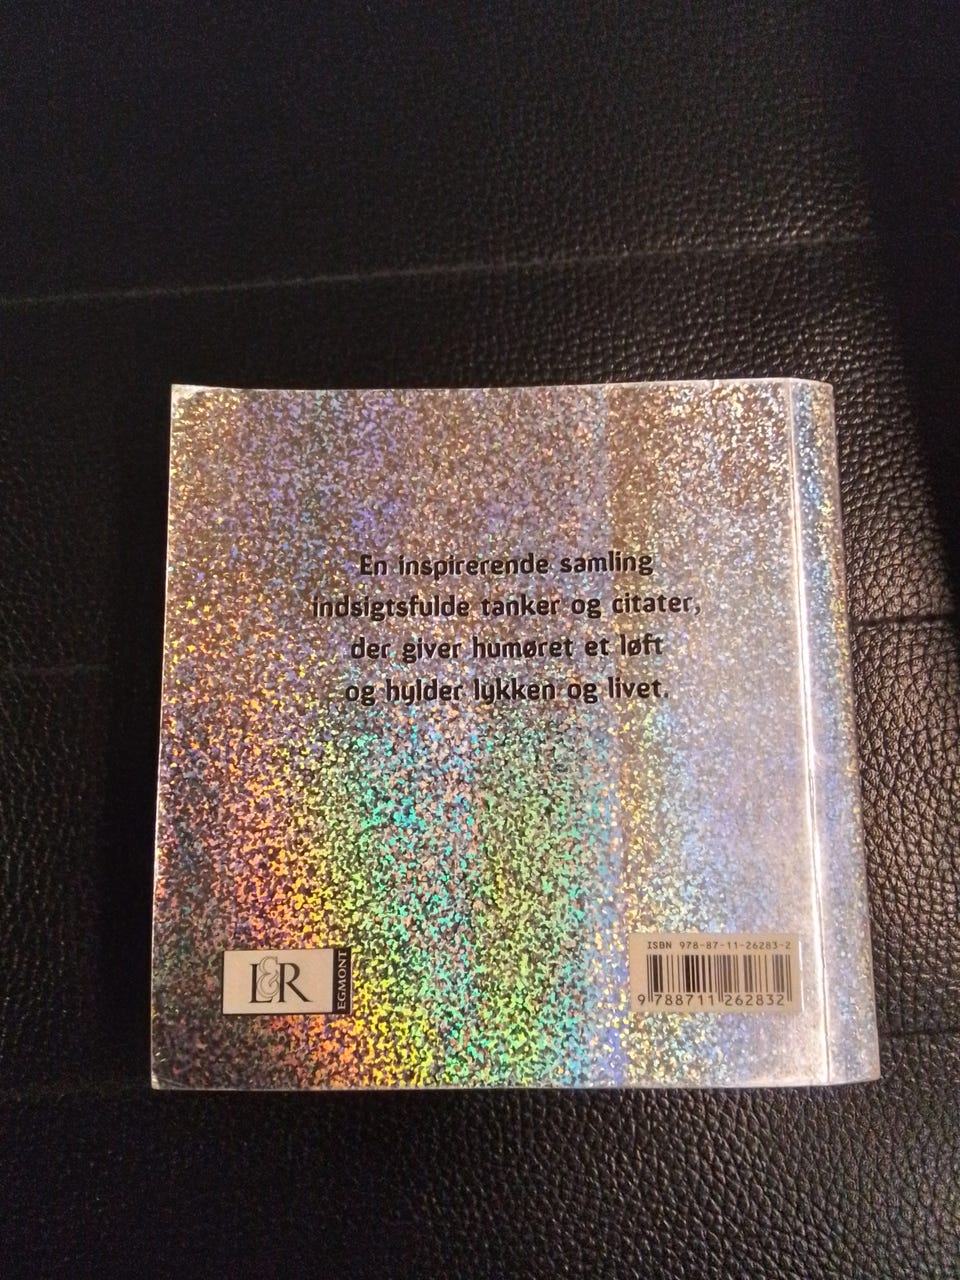 En inspirerende samling
indsigtsfulde tanker og citater,
der giver humøret et løft
og hylder lykken og livet.
L&R
EGMONT
ISBN 978-87-11-26283-2
9 788711 262832